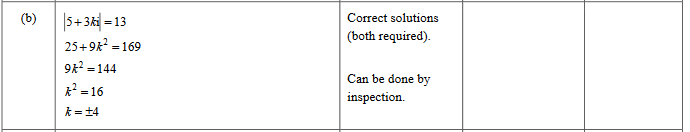 (b)
|5+3ki|=13
25+9k²=169
9k²=144
k²=16
k=±4
Correct solutions
(both required).
Can be done by
inspection.